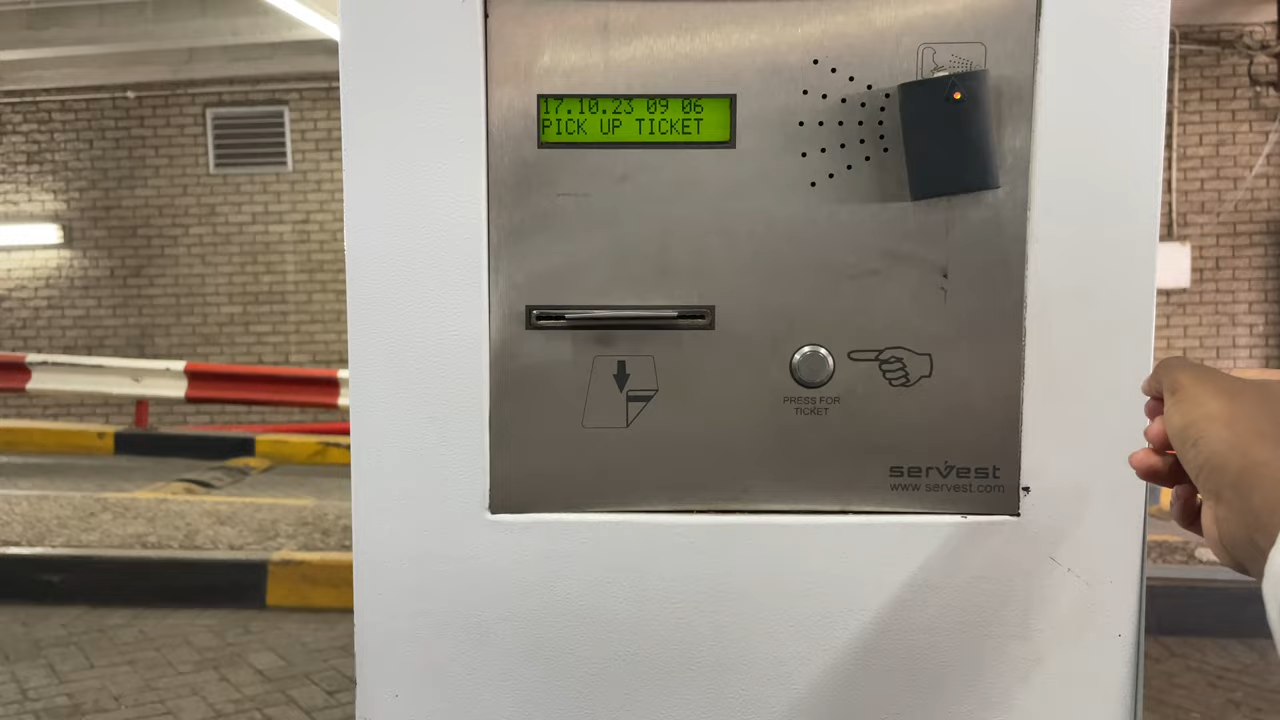 17.10.23 09 06
PICK UP TICKET
PRESS FOR
TICKET
servest
www servest.com